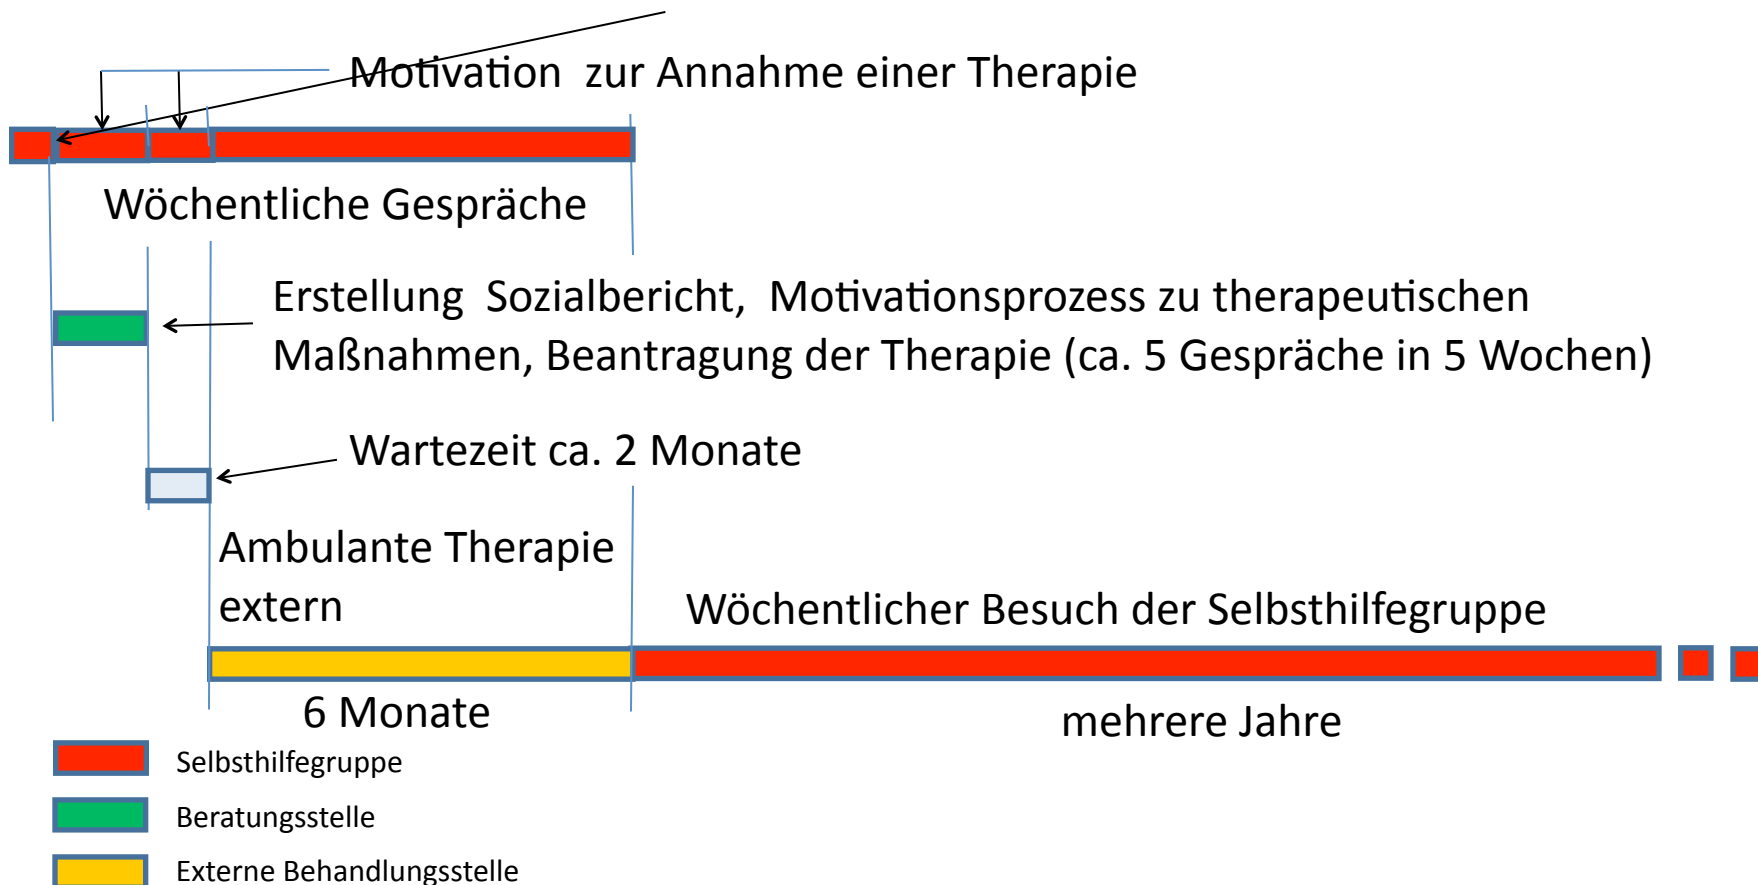 Motivation zur Annahme einer Therapie
Wöchentliche Gespräche
Erstellung Sozialbericht, Motivationsprozess zu therapeutischen
Maßnahmen, Beantragung der Therapie (ca. 5 Gespräche in 5 Wochen)
Wartezeit ca. 2 Monate
Ambulante Therapie
extern
Wöchentlicher Besuch der Selbsthilfegruppe
6 Monate
mehrere Jahre
Selbsthilfegruppe
Beratungsstelle
Externe Behandlungsstelle